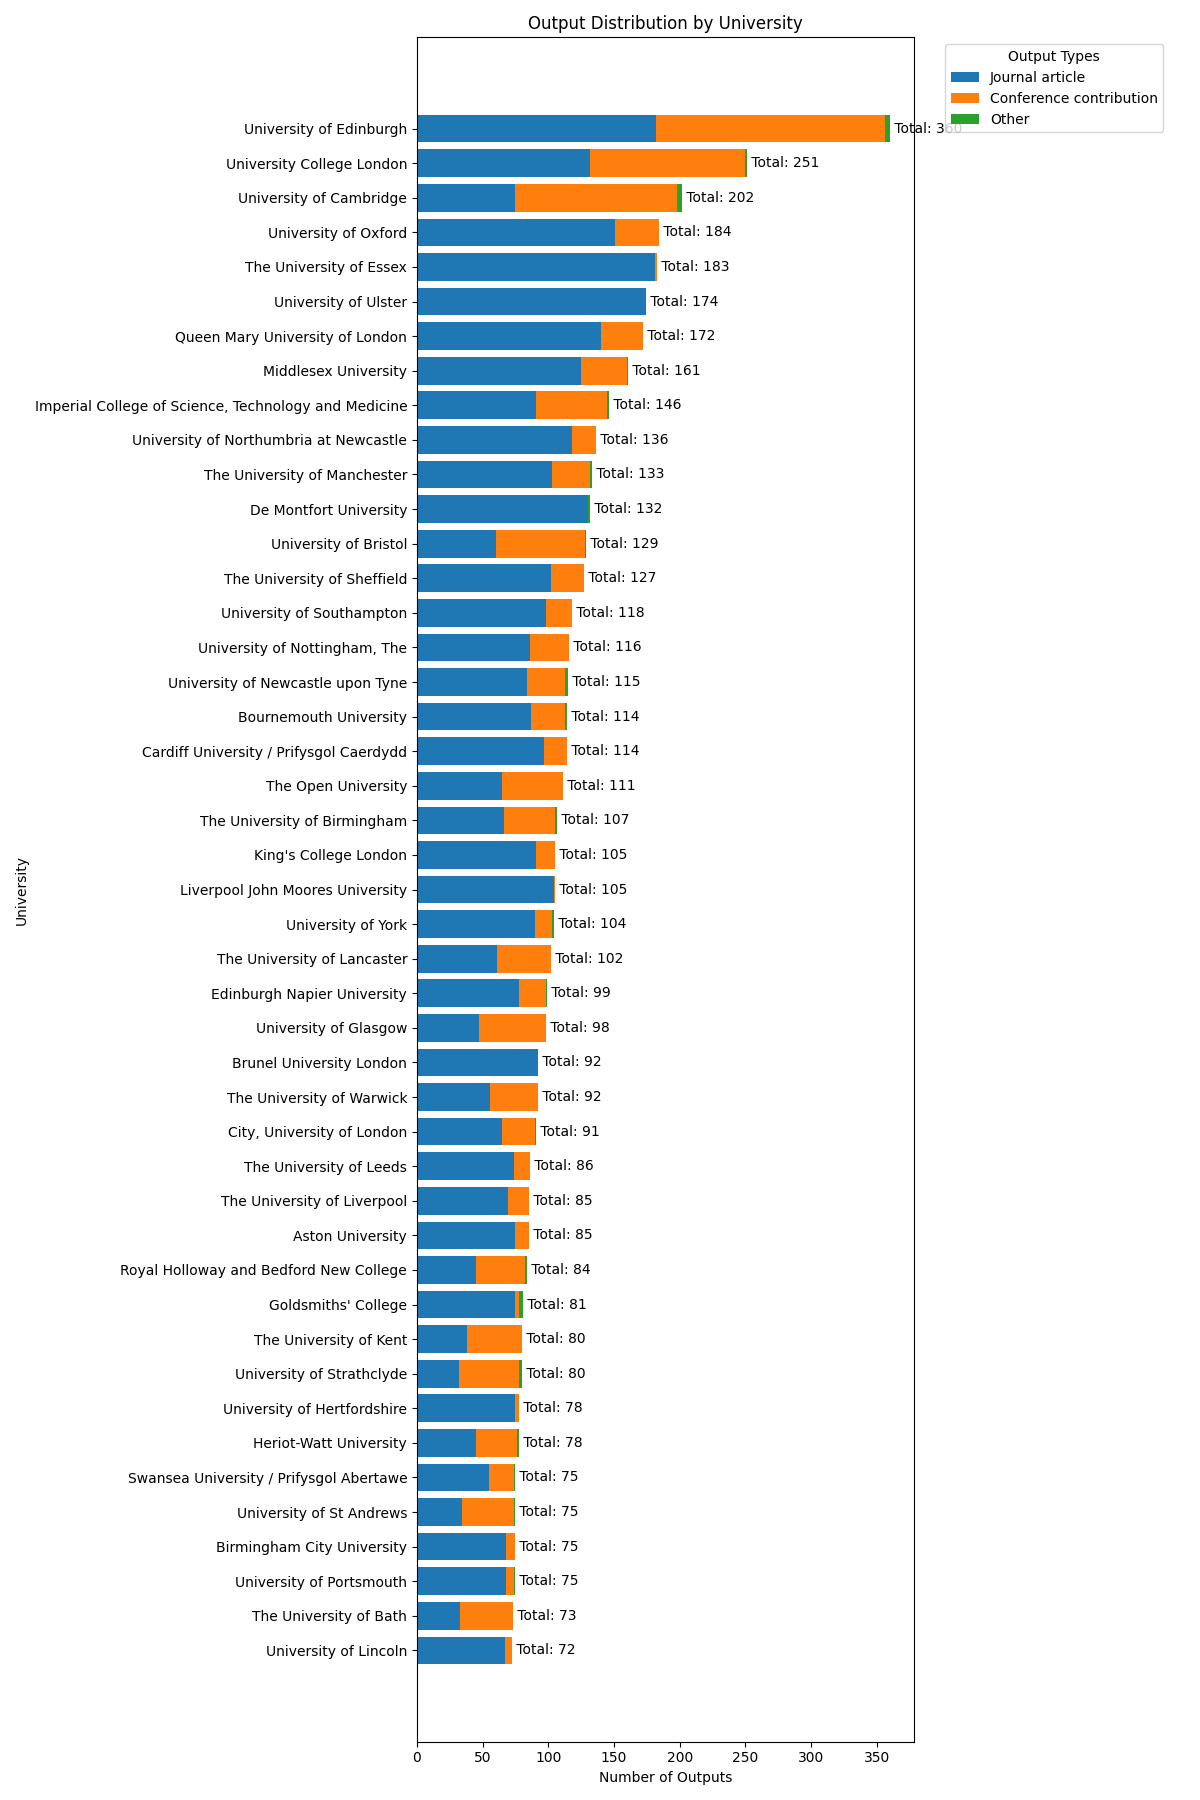 Output Distribution by University
Output Types
Journal article
Conference contribution
Other
University of Edinburgh Total: 360
University College London Total: 251
University of Cambridge Total: 202
University of Oxford Total: 184
The University of Essex Total: 183
University of Ulster Total: 174
Queen Mary University of London Total: 172
Middlesex University Total: 161
Imperial College of Science, Technology and Medicine Total: 146
University of Northumbria at Newcastle Total: 136
The University of Manchester Total: 133
De Montfort University Total: 132
University of Bristol Total: 129
The University of Sheffield Total: 127
University of Southampton Total: 118
University of Nottingham, The Total: 116
University of Newcastle upon Tyne Total: 115
Bournemouth University Total: 114
Cardiff University / Prifysgol Caerdydd Total: 114
The Open University Total: 111
The University of Birmingham Total: 107
King's College London Total: 105
Liverpool John Moores University Total: 105
University of York Total: 104
The University of Lancaster Total: 102
Edinburgh Napier University Total: 99
University of Glasgow Total: 98
Brunel University London Total: 92
The University of Warwick Total: 92
City, University of London Total: 91
The University of Leeds Total: 86
The University of Liverpool Total: 85
Aston University Total: 85
Royal Holloway and Bedford New College Total: 84
Goldsmiths' College Total: 81
The University of Kent Total: 80
University of Strathclyde Total: 80
University of Hertfordshire Total: 78
Heriot-Watt University Total: 78
Swansea University / Prifysgol Abertawe Total: 75
University of St Andrews Total: 75
Birmingham City University Total: 75
University of Portsmouth Total: 75
The University of Bath Total: 73
University of Lincoln Total: 72
University
0 50 100 150 200 250 300 350
Number of Outputs